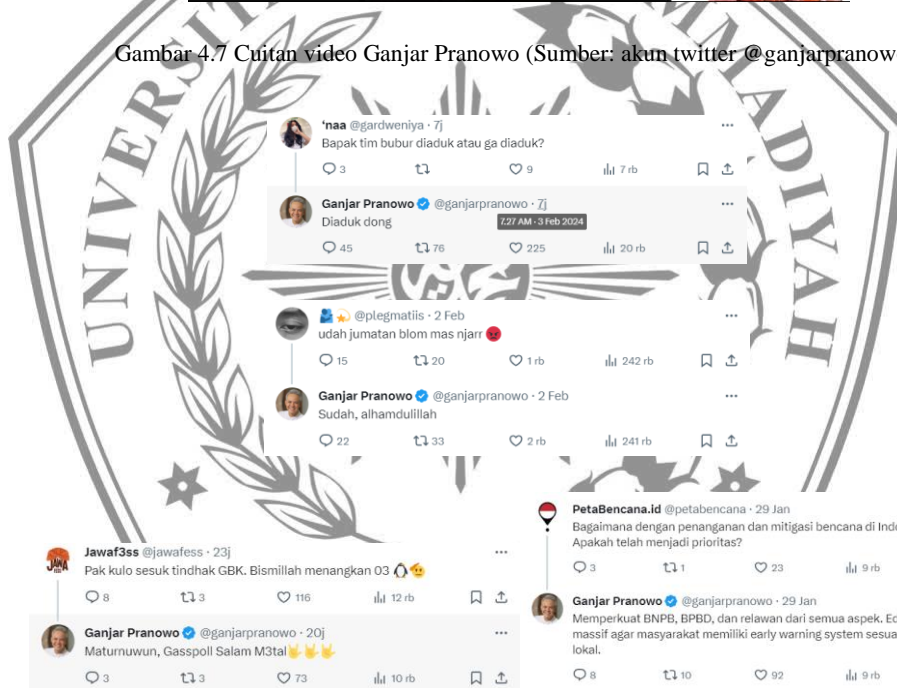 Gambar 4.7 Cuitan video Ganjar Pranowo (Sumber: akun twitter @ganjarpranow
UNIVERSIT
MADIYAH
'naa @gardweniya · 7j
Bapak tim bubur diaduk atau ga diaduk?
3 9 7 rb
Ganjar Pranowo @ganjarpranowo · 7j
Diaduk dong
7.27 AM · 3 Feb 2024
45 76 225 20 rb
@plegmatiis · 2 Feb
udah jumatan blom mas njarr 😡
15 20 1 rb 242 rb
Ganjar Pranowo @ganjarpranowo · 2 Feb
Sudah, alhamdulillah
22 33 2 rb 241 rb
Jawaf3ss @jawafess · 23j
Pak kulo sesuk tindhak GBK. Bismillah menangkan 03 🐧🫡
8 3 116 12 rb
Ganjar Pranowo @ganjarpranowo · 20j
Maturnuwun, Gasspoll Salam M3tal🤟🤟🤟
3 3 73 10 rb
PetaBencana.id @petabencana · 29 Jan
Bagaimana dengan penanganan dan mitigasi bencana di Indo
Apakah telah menjadi prioritas?
3 1 23 9 rb
Ganjar Pranowo @ganjarpranowo · 29 Jan
Memperkuat BNPB, BPBD, dan relawan dari semua aspek. Ed
massif agar masyarakat memiliki early warning system sesua
lokal.
8 10 92 9 rb